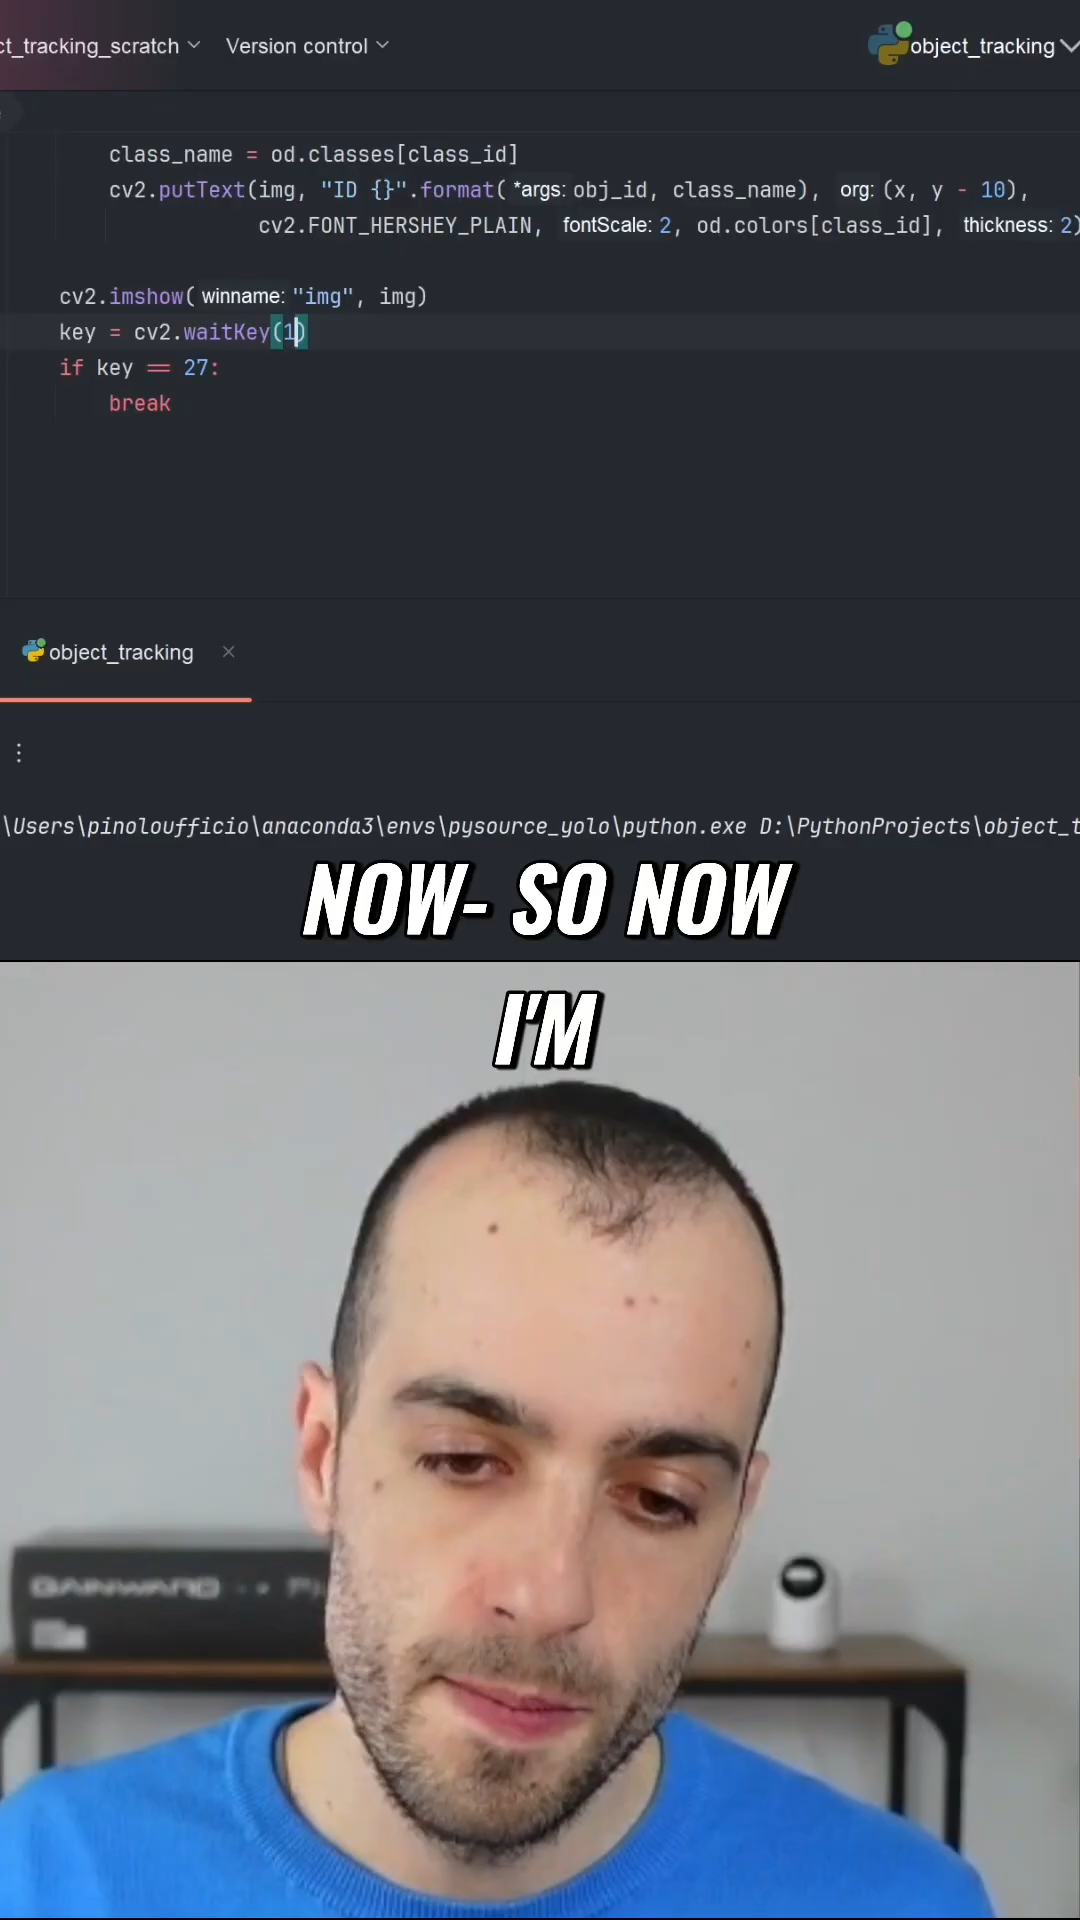 ct_tracking_scratch Version control object_tracking
class_name = od.classes[class_id]
cv2.putText(img, "ID {}".format( *args: obj_id, class_name), org: (x, y - 10),
cv2.FONT_HERSHEY_PLAIN, fontScale: 2, od.colors[class_id], thickness: 2)
cv2.imshow( winname: "img", img)
key = cv2.waitKey(1)
if key == 27:
break
object_tracking
\Users\pinoloufficio\anaconda3\envs\pysource_yolo\python.exe D:\PythonProjects\object_t
NOW- SO NOW
I'M
GAINWARD